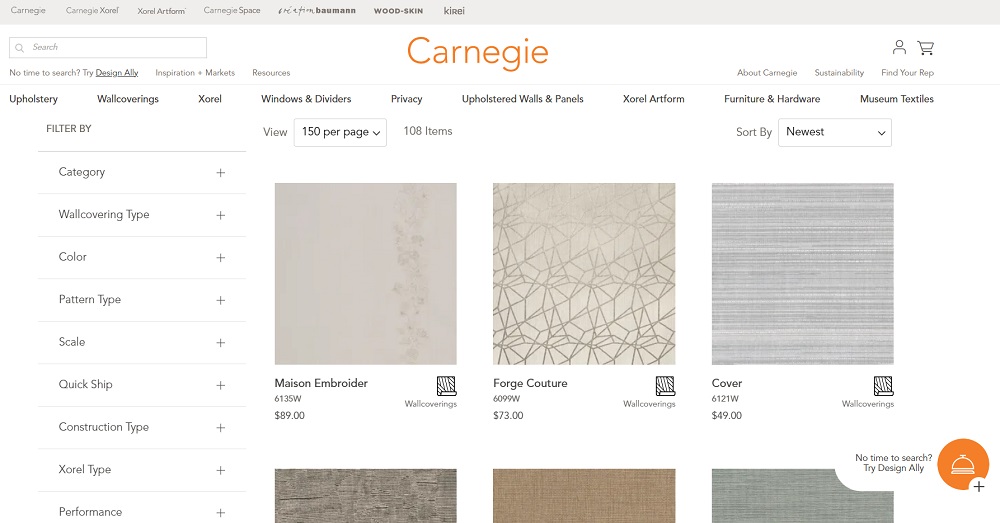 Carnegie Carnegie Xorel Xorel Artform Carnegie Space création baumann WOOD-SKIN kirei
Search
Carnegie
No time to search? Try Design Ally Inspiration + Markets Resources
About Carnegie Sustainability Find Your Rep
Upholstery Wallcoverings Xorel Windows & Dividers Privacy Upholstered Walls & Panels Xorel Artform Furniture & Hardware Museum Textiles
FILTER BY
View 150 per page 108 Items
Sort By Newest
Category
Wallcovering Type
Color
Pattern Type
Scale
Quick Ship
Construction Type
Xorel Type
Performance
Maison Embroider
6135W
Wallcoverings
$89.00
Forge Couture
6099W
Wallcoverings
$73.00
Cover
6121W
Wallcoverings
$49.00
No time to search?
Try Design Ally